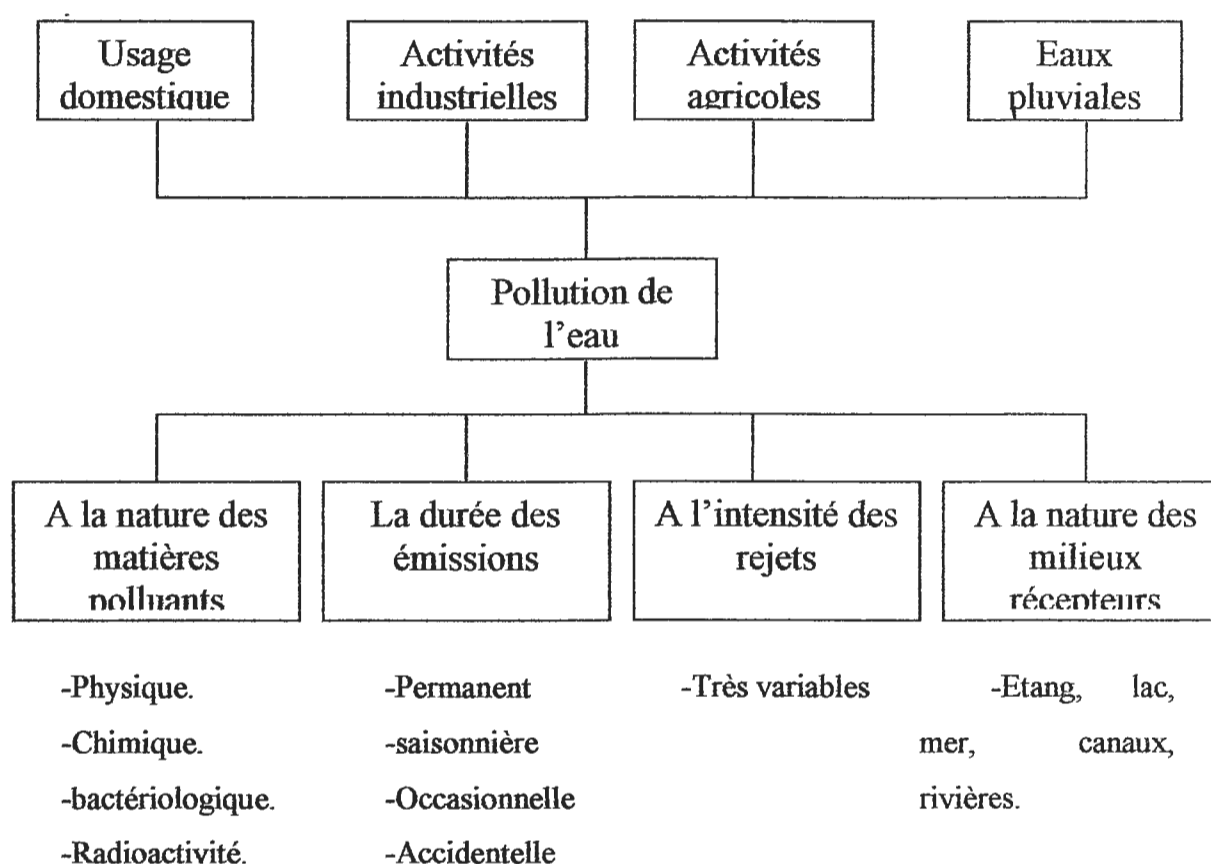 Usage
domestique
Activités
industrielles
Activités
agricoles
Eaux
pluviales
Pollution de
l'eau
A la nature des
matières
polluants
La durée des
émissions
A l'intensité des
rejets
A la nature des
milieux
récepteurs
-Physique.
-Chimique.
-bactériologique.
-Radioactivité.
-Permanent
-saisonnière
-Occasionnelle
-Accidentelle
-Très variables
-Etang, lac,
mer, canaux,
rivières.